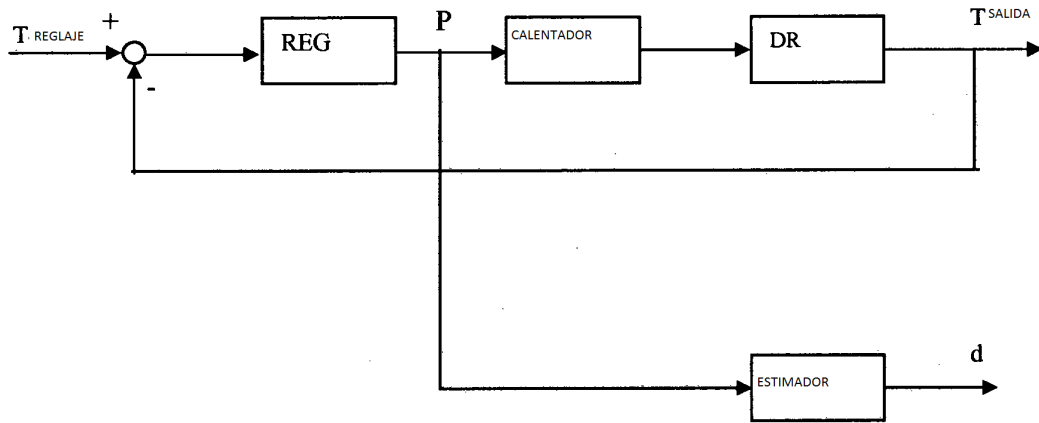 T REGLAJE
+
-
REG
P
CALENTADOR
DR
T SALIDA
ESTIMADOR
d